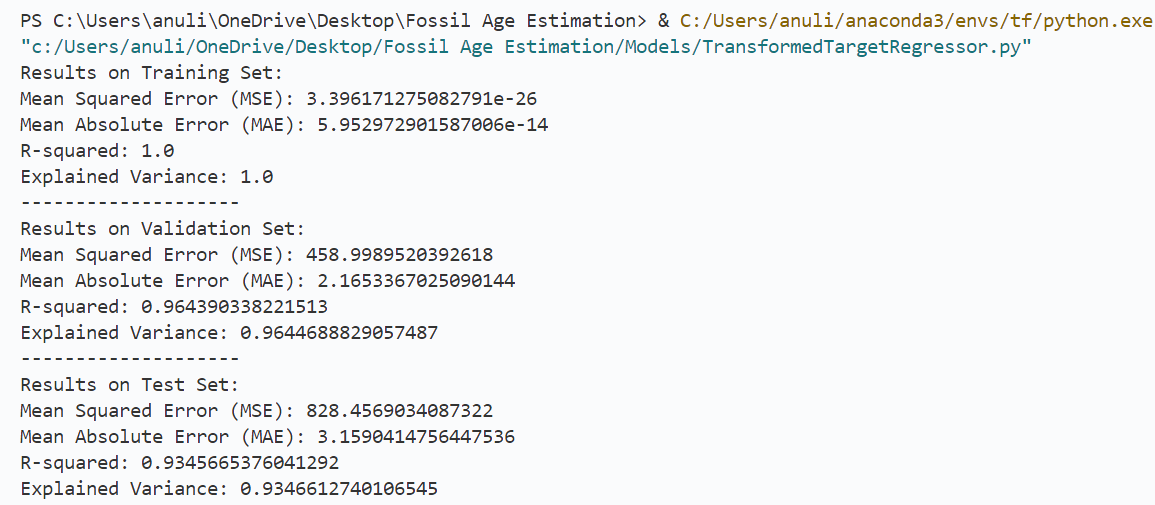 PS C:\Users\anuli\OneDrive\Desktop\Fossil Age Estimation> & C:/Users/anuli/anaconda3/envs/tf/python.exe
"c:/Users/anuli/OneDrive/Desktop/Fossil Age Estimation/Models/TransformedTargetRegressor.py"
Results on Training Set:
Mean Squared Error (MSE): 3.396171275082791e-26
Mean Absolute Error (MAE): 5.952972901587006e-14
R-squared: 1.0
Explained Variance: 1.0
--------------------
Results on Validation Set:
Mean Squared Error (MSE): 458.9989520392618
Mean Absolute Error (MAE): 2.1653367025090144
R-squared: 0.964390338221513
Explained Variance: 0.9644688829057487
--------------------
Results on Test Set:
Mean Squared Error (MSE): 828.4569034087322
Mean Absolute Error (MAE): 3.1590414756447536
R-squared: 0.9345665376041292
Explained Variance: 0.9346612740106545